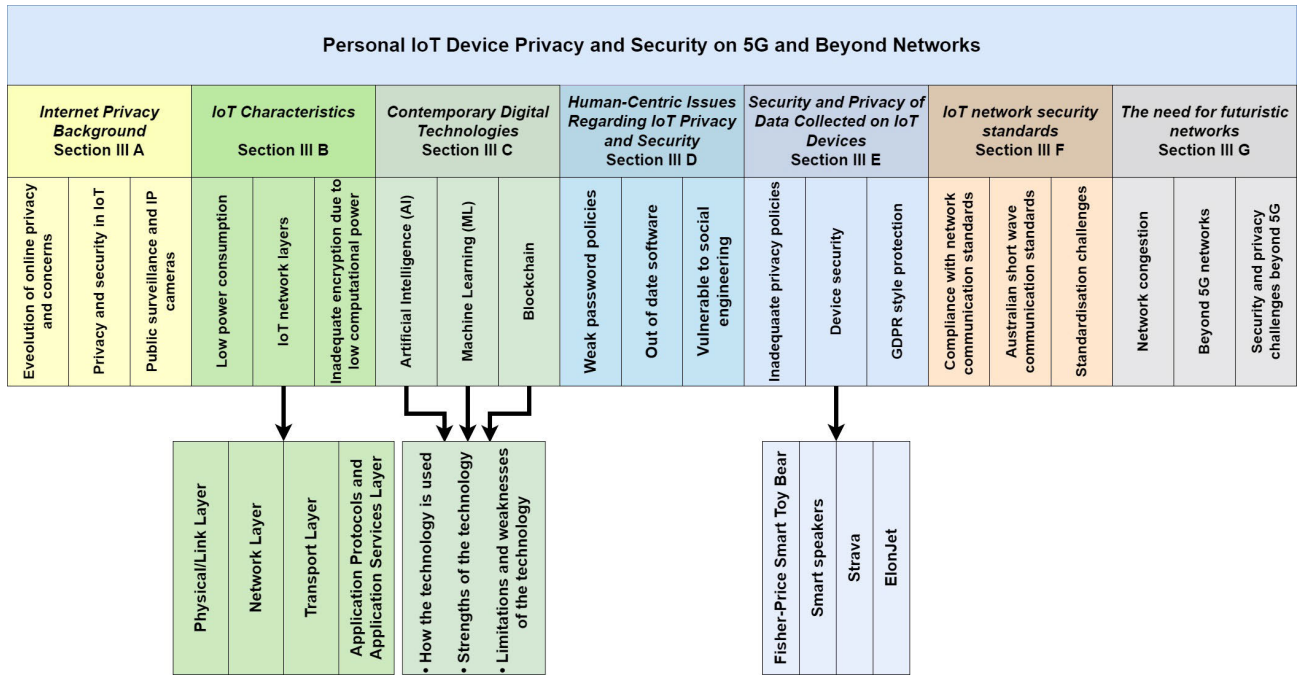 Personal IoT Device Privacy and Security on 5G and Beyond Networks
Internet Privacy
Background
Section III A
IoT Characteristics
Section III B
Contemporary Digital
Technologies
Section III C
Human-Centric Issues
Regarding IoT Privacy
and Security
Section III D
Security and Privacy of
Data Collected on IoT
Devices
Section III E
IoT network security
standards
Section III F
The need for futuristic
networks
Section III G
Eveolution of online privacy
and concerns
Privacy and security in IoT
Public surveillance and IP
cameras
Low power consumption
IoT network layers
Inadequate encryption due to
low computational power
Artificial Intelligence (AI)
Machine Learning (ML)
Blockchain
Weak password policies
Out of date software
Vulnerable to social
engineering
Inadequaate privacy policies
Device security
GDPR style protection
Compliance with network
communication standards
Australian short wave
communication standards
Standardisation challenges
Network congestion
Beyond 5G networks
Security and privacy
challenges beyond 5G
Physical/Link Layer
Network Layer
Transport Layer
Application Protocols and
Application Services Layer
• How the technology is used
• Strengths of the technology
• Limitations and weaknesses
of the technology
Fisher-Price Smart Toy Bear
Smart speakers
Strava
ElonJet